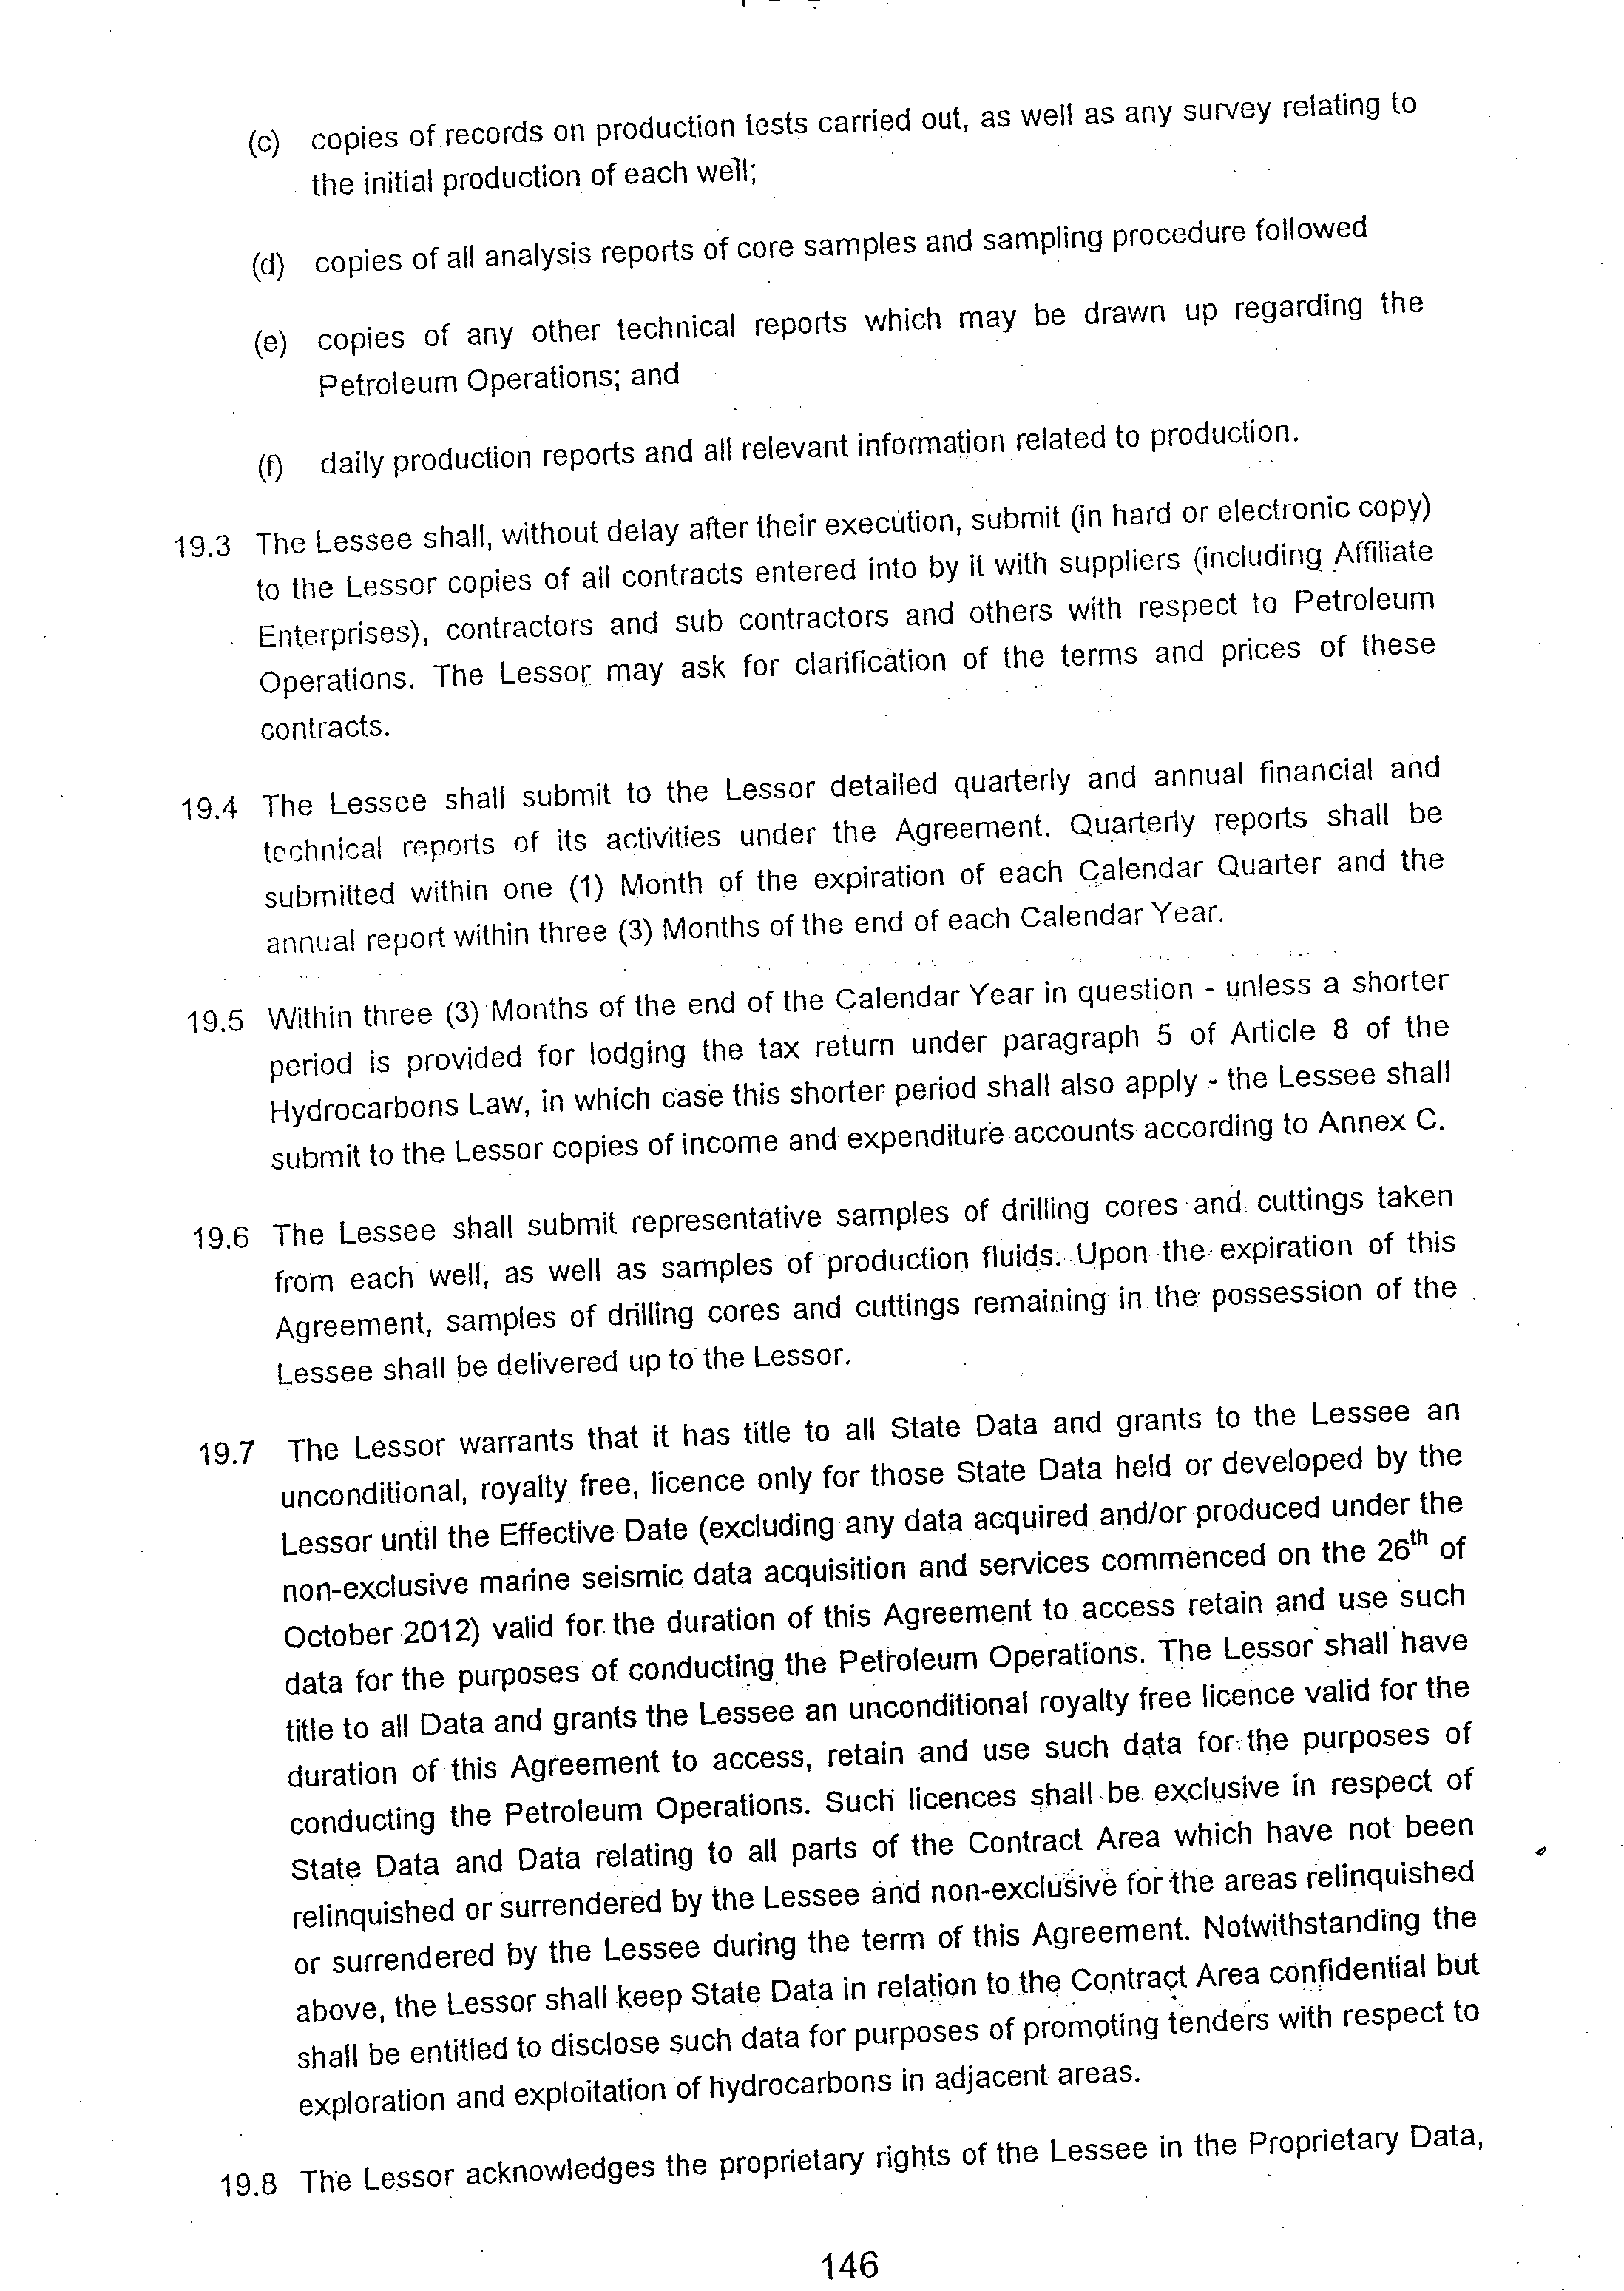 (c) copies of records on production tests carried out, as well as any survey relating to
the initial production of each well;
(d) copies of all analysis reports of core samples and sampling procedure followed
(e) copies of any other technical reports which may be drawn up regarding the
Petroleum Operations; and
(f) daily production reports and all relevant information related to production.
19.3 The Lessee shall, without delay after their execution, submit (in hard or electronic copy)
to the Lessor copies of all contracts entered into by it with suppliers (including Affiliate
Enterprises), contractors and sub contractors and others with respect to Petroleum
Operations. The Lessor may ask for clarification of the terms and prices of these
contracts.
19.4 The Lessee shall submit to the Lessor detailed quarterly and annual financial and
technical reports of its activities under the Agreement. Quarterly reports shall be
submitted within one (1) Month of the expiration of each Calendar Quarter and the
annual report within three (3) Months of the end of each Calendar Year.
19.5 Within three (3) Months of the end of the Calendar Year in question - unless a shorter
period is provided for lodging the tax return under paragraph 5 of Article 8 of the
Hydrocarbons Law, in which case this shorter period shall also apply - the Lessee shall
submit to the Lessor copies of income and expenditure accounts according to Annex C.
19.6 The Lessee shall submit representative samples of drilling cores and cuttings taken
from each well, as well as samples of production fluids. Upon the expiration of this
Agreement, samples of drilling cores and cuttings remaining in the possession of the
Lessee shall be delivered up to the Lessor.
19.7 The Lessor warrants that it has title to all State Data and grants to the Lessee an
unconditional, royalty free, licence only for those State Data held or developed by the
Lessor until the Effective Date (excluding any data acquired and/or produced under the
non-exclusive marine seismic data acquisition and services commenced on the 26th of
October 2012) valid for the duration of this Agreement to access retain and use such
data for the purposes of conducting the Petroleum Operations. The Lessor shall have
title to all Data and grants the Lessee an unconditional royalty free licence valid for the
duration of this Agreement to access, retain and use such data for the purposes of
conducting the Petroleum Operations. Such licences shall be exclusive in respect of
State Data and Data relating to all parts of the Contract Area which have not been
relinquished or surrendered by the Lessee and non-exclusive for the areas relinquished
or surrendered by the Lessee during the term of this Agreement. Notwithstanding the
above, the Lessor shall keep State Data in relation to the Contract Area confidential but
shall be entitled to disclose such data for purposes of promoting tenders with respect to
exploration and exploitation of hydrocarbons in adjacent areas.
19.8 The Lessor acknowledges the proprietary rights of the Lessee in the Proprietary Data,
146